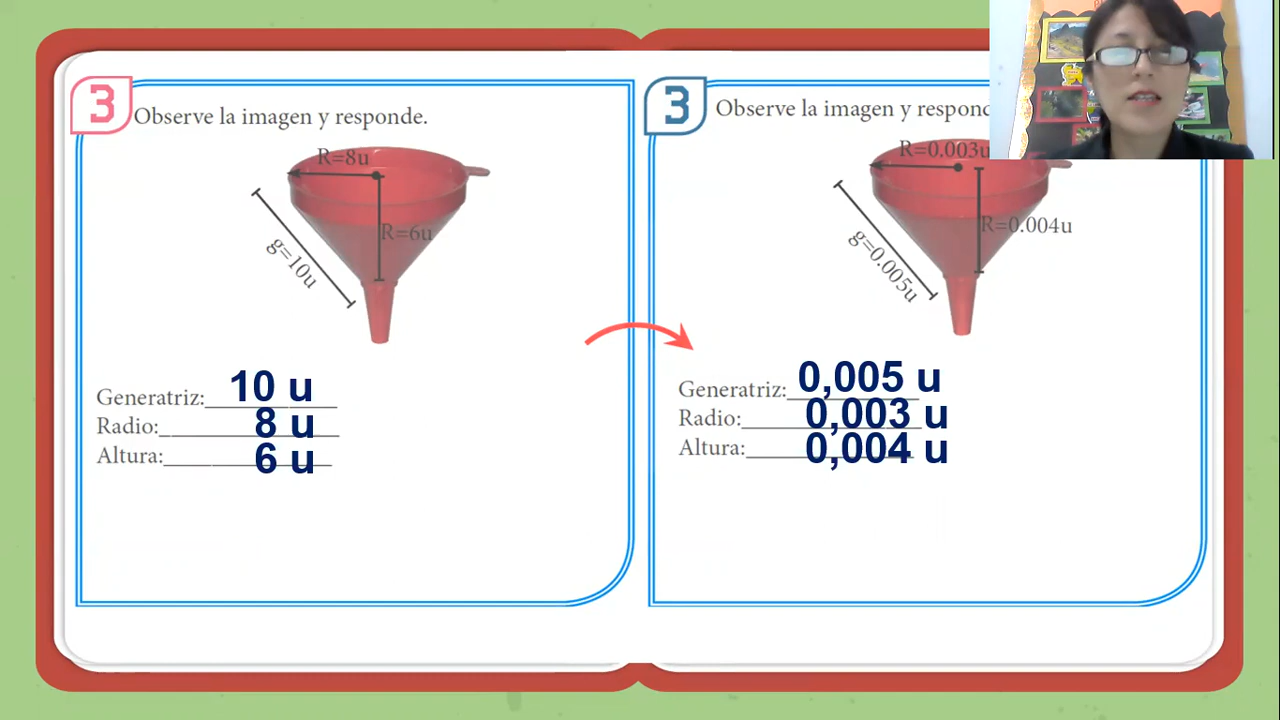 3
Observe la imagen y responde.
R=8u
R=6u
g=10u
Generatriz: 10 u
Radio: 8 u
Altura: 6 u
3
Observe la imagen y respond
R=0.003u
R=0.004u
g=0.005u
Generatriz: 0,005 u
Radio: 0,003 u
Altura: 0,004 u